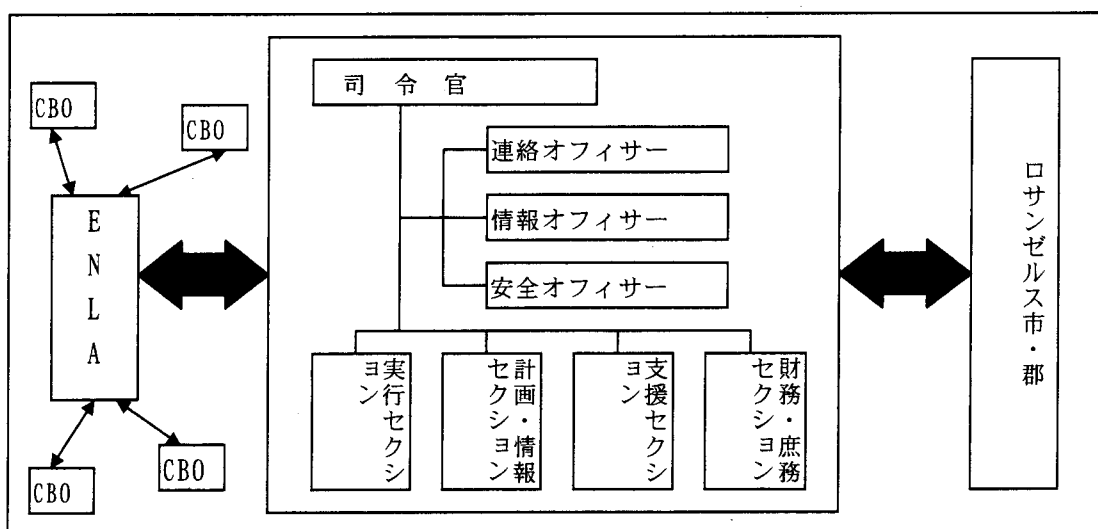 CBO
CBO
ENLA
CBO
CBO
司令官
連絡オフィサー
情報オフィサー
安全オフィサー
実行セクシ
ョン
計画・情報
セクション
支援セクシ
ョン
財務・庶務
セクション
ロサンゼルス市・郡